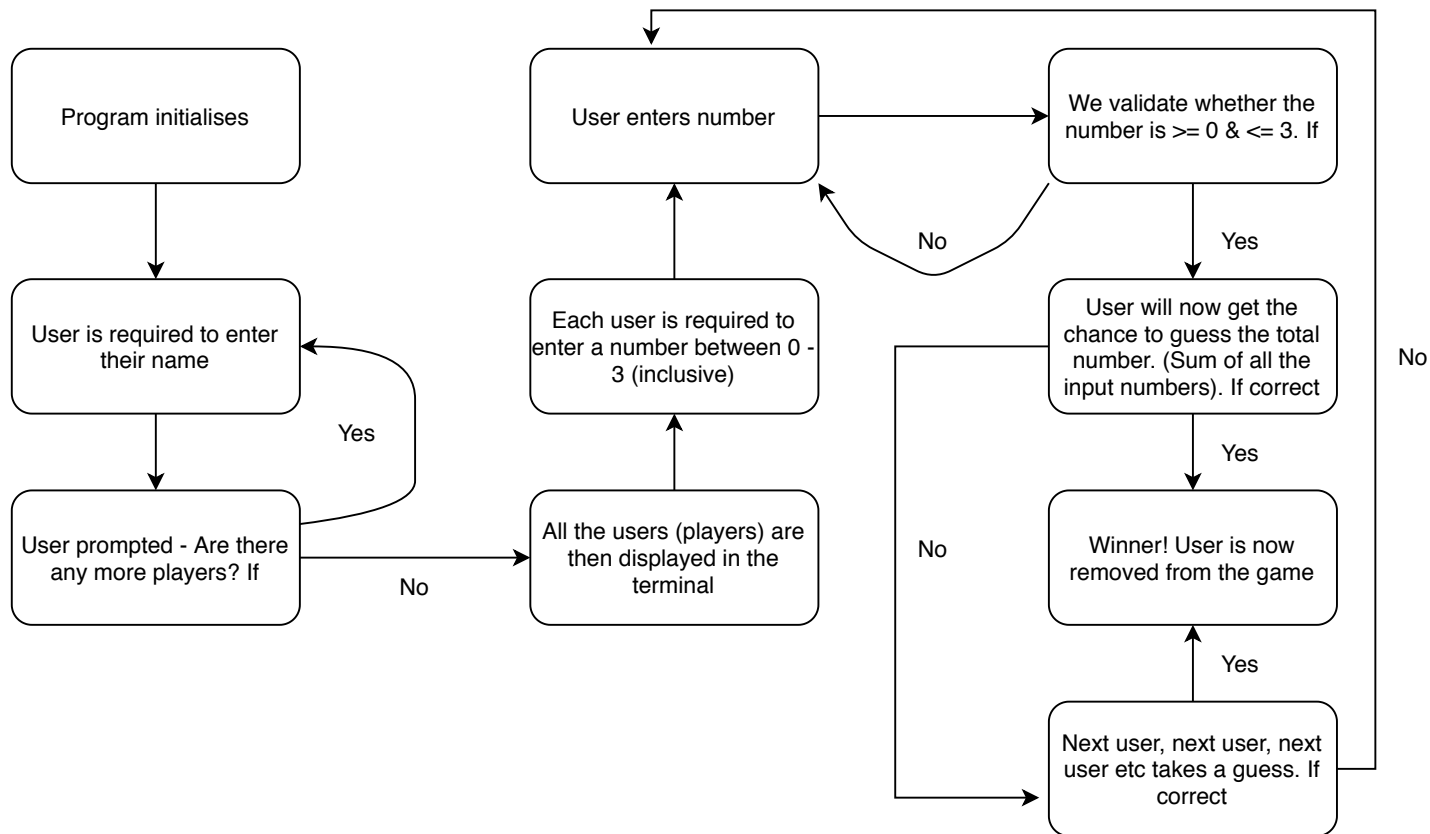 Program initialises
User is required to enter
their name
Yes
User prompted - Are there
any more players? If
No
All the users (players) are
then displayed in the
terminal
Each user is required to
enter a number between 0 -
3 (inclusive)
User enters number
We validate whether the
number is >= 0 & <= 3. If
No
Yes
User will now get the
chance to guess the total
number. (Sum of all the
input numbers). If correct
Yes
No
Winner! User is now
removed from the game
Yes
Next user, next user, next
user etc takes a guess. If
correct
No